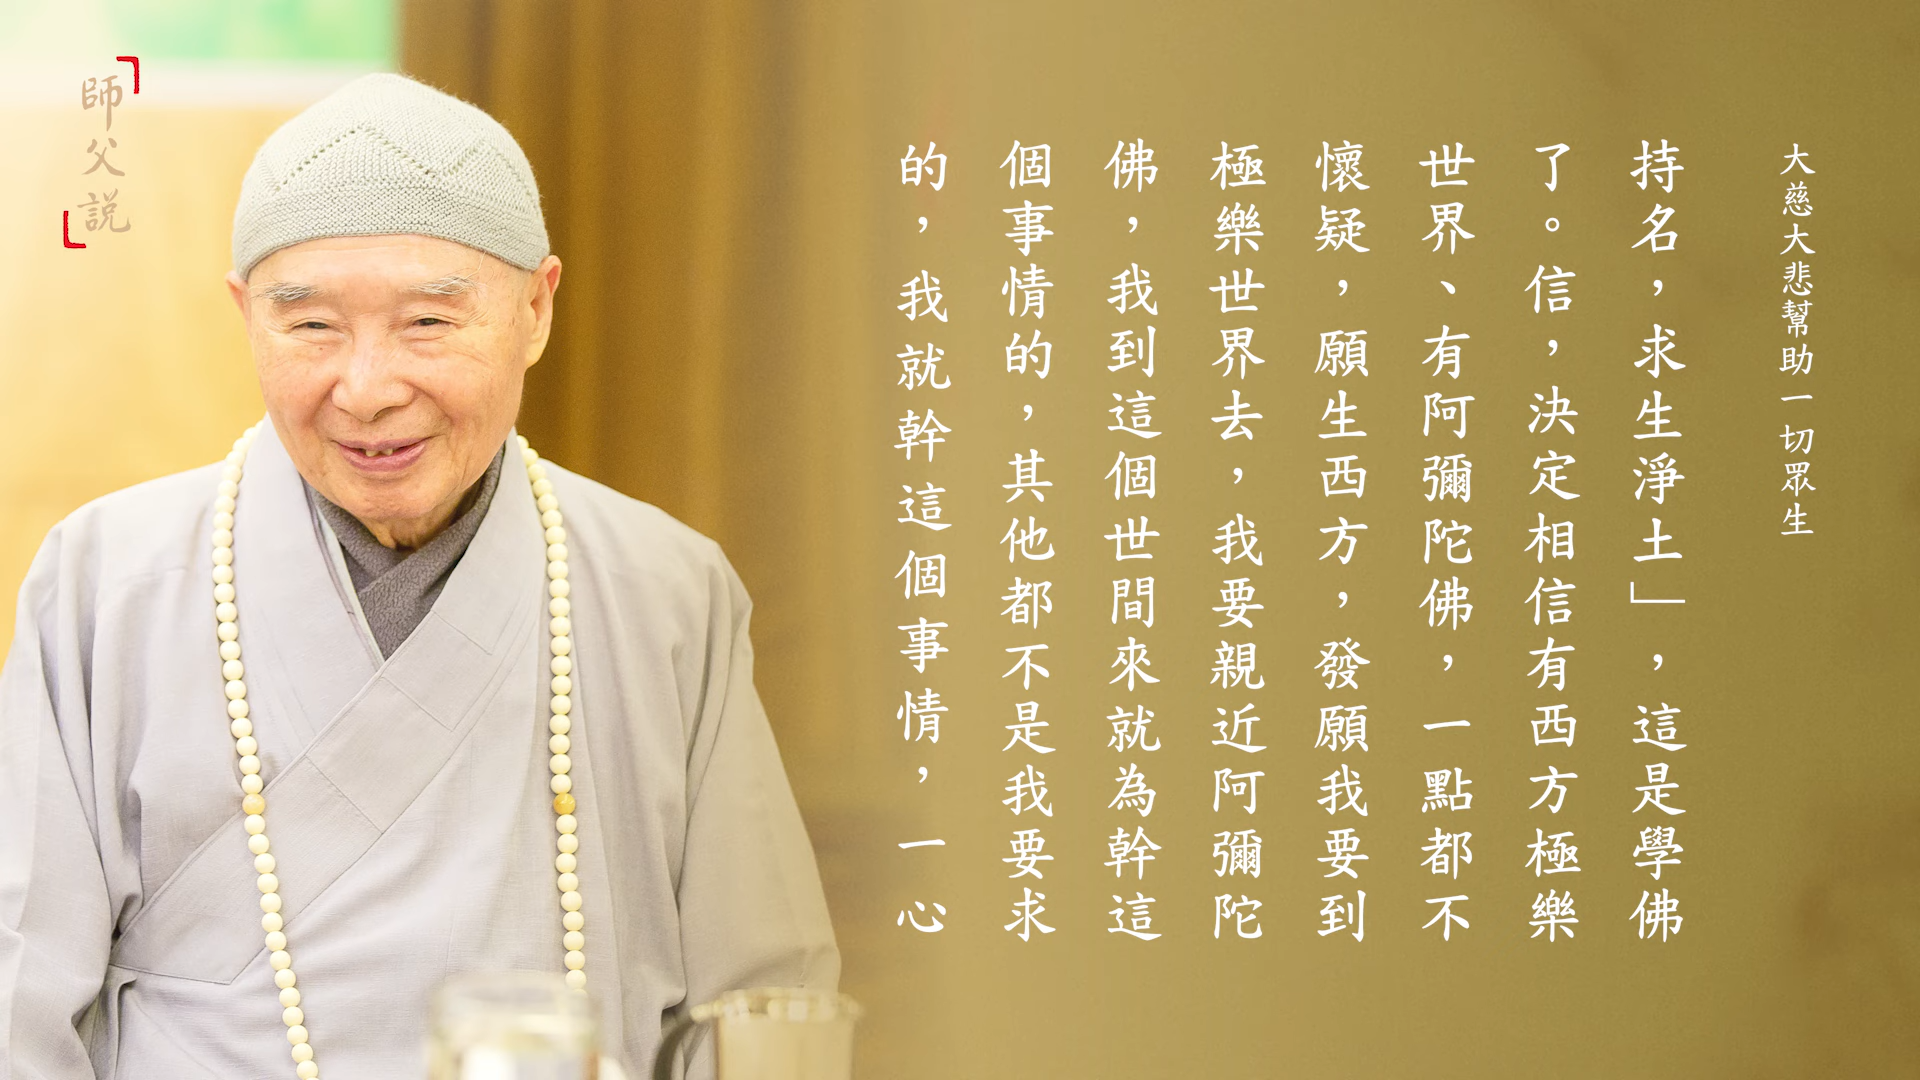 師父説
大慈大悲幫助一切眾生
持名，求生淨土」，這是學佛
了。信，決定相信有西方極樂
世界、有阿彌陀佛，一點都不
懷疑，願生西方，發願我要到
極樂世界去，我要親近阿彌陀
佛，我到這個世間來就為幹這
個事情的，其他都不是我要求
的，我就幹這個事情，一心